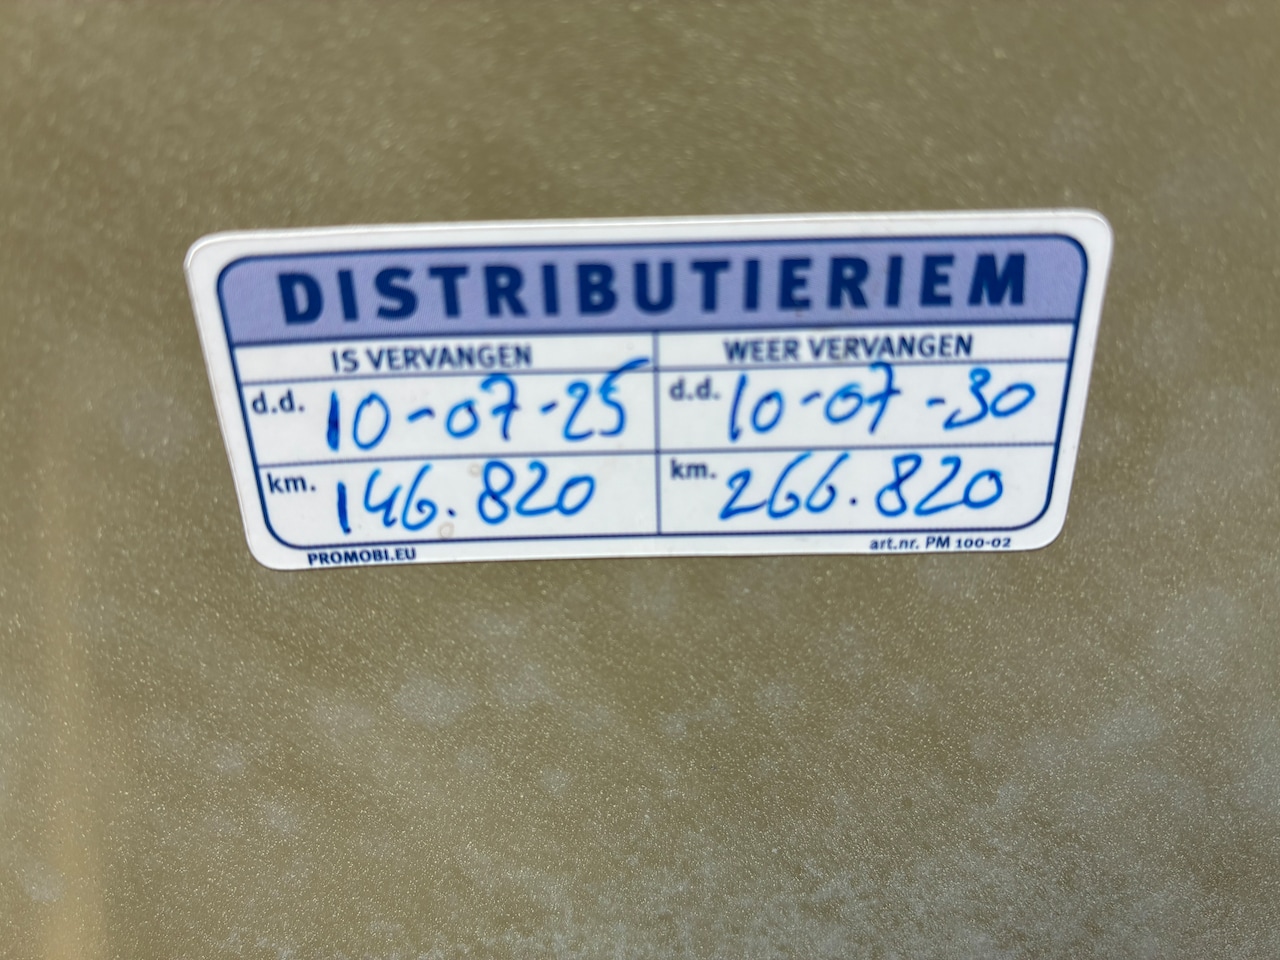 DISTRIBUTIERIEM
IS VERVANGEN WEER VERVANGEN
d.d. 10-07-25 d.d. 10-07-30
km. 146.820 km. 266.820
PROMOBI.EU art.nr. PM 100-02